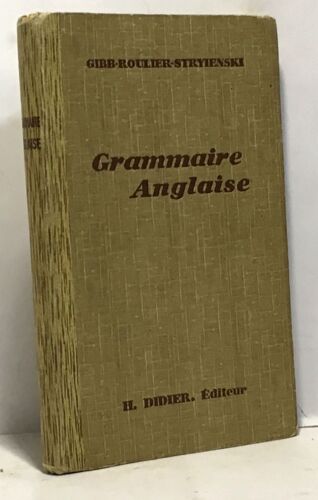 GIBB-ROULIER-STRYIENSKI
Grammaire
Anglaise
H. DIDIER. Éditeur